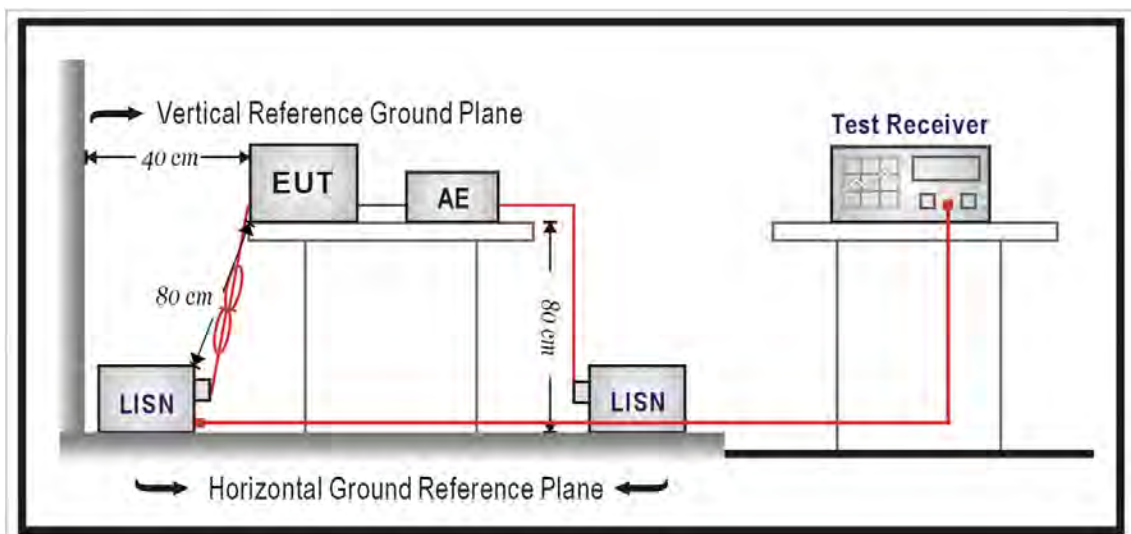 Vertical Reference Ground Plane
Test Receiver
40 cm
EUT
AE
80 cm
80 cm
LISN
LISN
Horizontal Ground Reference Plane